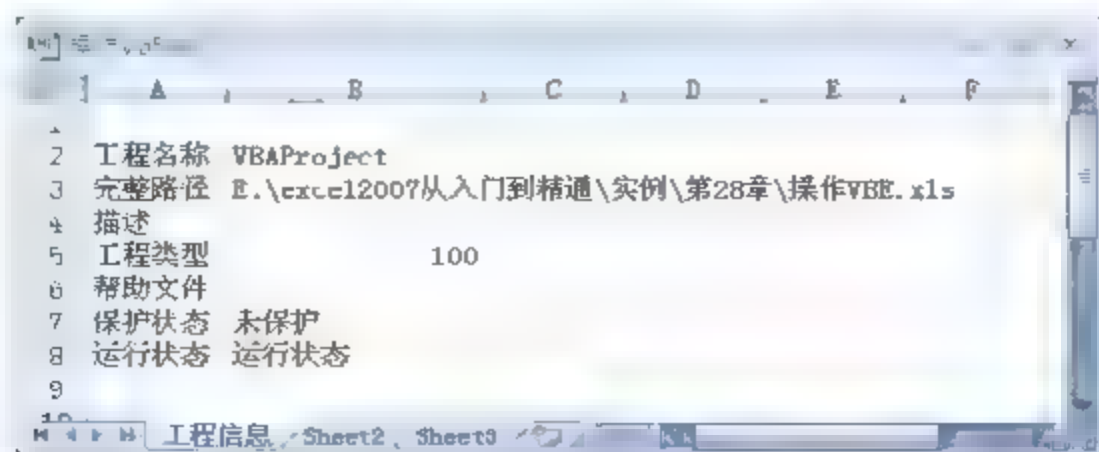 A B C D E F
2 工程名称 VBAProject
3 完整路径 E:\excel2007从入门到精通\实例\第28章\操作VBE.xls
4 描述
5 工程类型 100
6 帮助文件
7 保护状态 未保护
8 运行状态 运行状态
9
10
工程信息 Sheet2 Sheet3